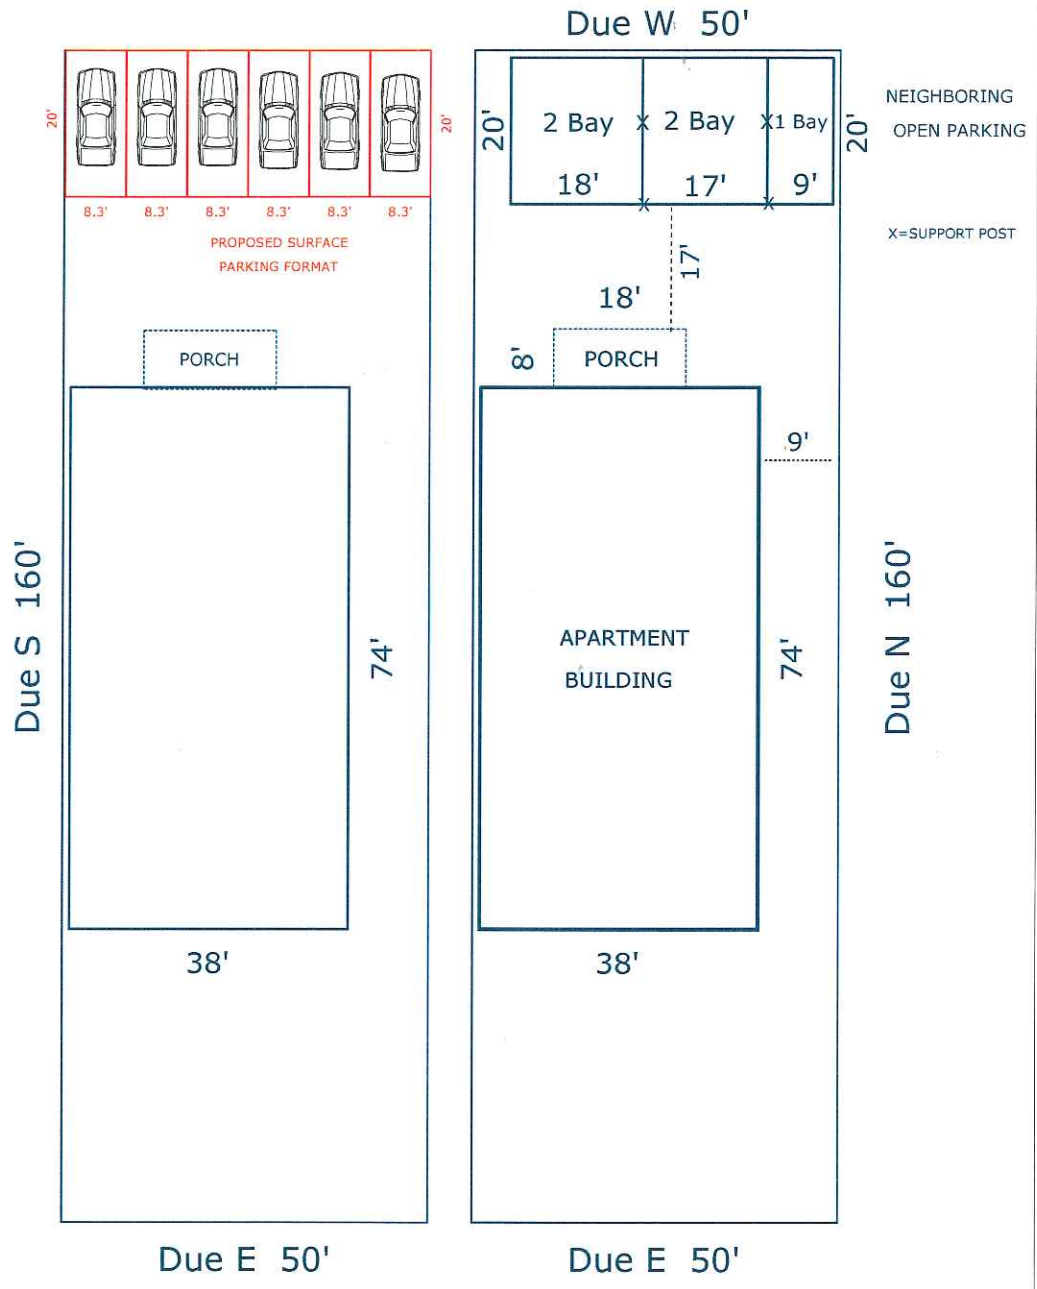 Due W 50'
20'
20'
8.3'
8.3'
8.3'
8.3'
8.3'
8.3'
PROPOSED SURFACE
PARKING FORMAT
PORCH
Due S 160'
74'
38'
Due E 50'
20'
2 Bay
X
2 Bay
X
1 Bay
20'
18'
17'
9'
X
X
NEIGHBORING
OPEN PARKING
X=SUPPORT POST
17'
18'
8'
PORCH
9'
APARTMENT
BUILDING
74'
Due N 160'
38'
Due E 50'